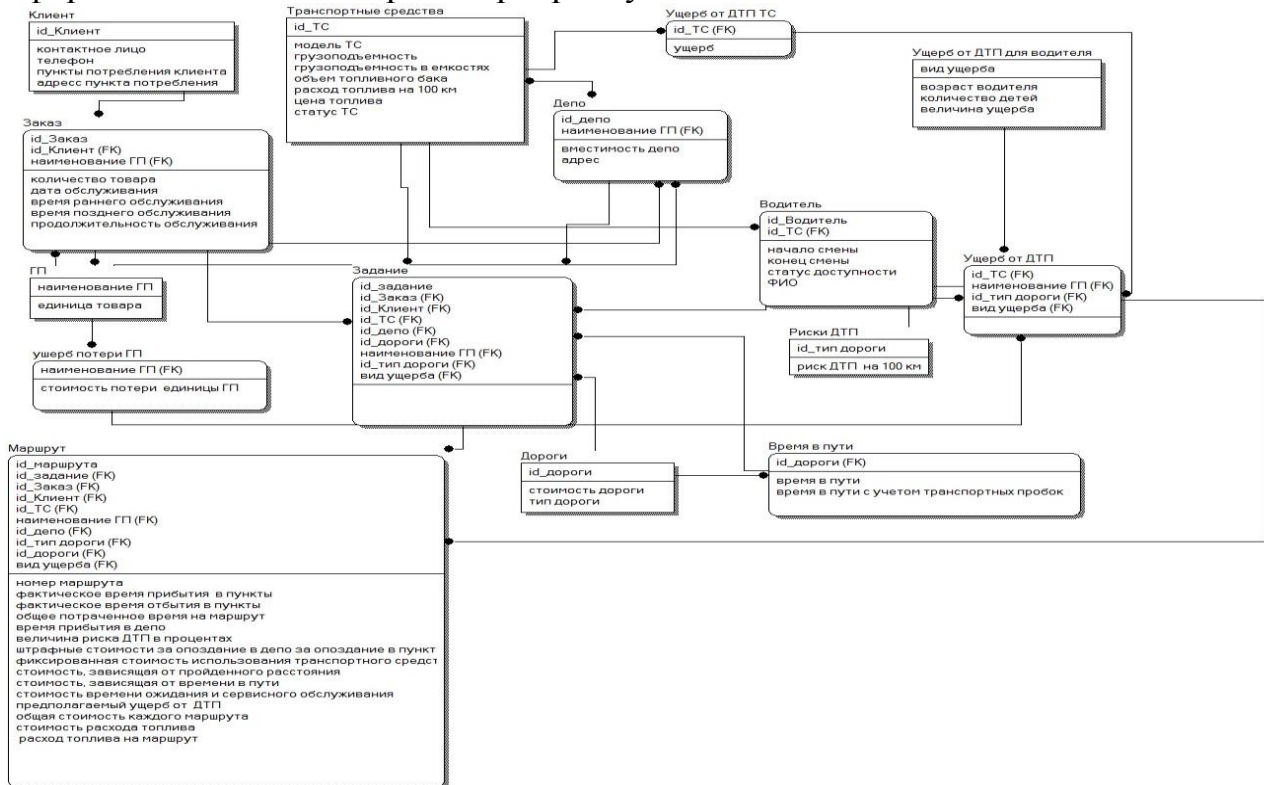 Клиент
id_Клиент
контактное лицо
телефон
пункты потребления клиента
адресс пункта потребления
Транспортные средства
id_ТС
модель ТС
грузоподъемность
грузоподъемность в емкостях
объем топливного бака
расход топлива на 100 км
цена топлива
статус ТС
Ущерб от ДТП ТС
id_ТС (FK)
ущерб
Ущерб от ДТП для водителя
вид ущерба
возраст водителя
количество детей
величина ущерба
Депо
id_депо
наименование ГП (FK)
вместимость депо
адрес
Заказ
id_Заказ
id_Клиент (FK)
наименование ГП (FK)
количество товара
дата обслуживания
время раннего обслуживания
время позднего обслуживания
продолжительность обслуживания
Водитель
id_Водитель
id_ТС (FK)
начало смены
конец смены
статус доступности
ФИО
Ущерб от ДТП
id_ТС (FK)
наименование ГП (FK)
id_тип дороги (FK)
вид ущерба (FK)
ГП
наименование ГП
единица товара
Задание
id_задание
id_Заказ (FK)
id_Клиент (FK)
id_ТС (FK)
id_депо (FK)
id_дороги (FK)
наименование ГП (FK)
id_тип дороги (FK)
вид ущерба (FK)
Риски ДТП
id_тип дороги
риск ДТП на 100 км
ушерб потери ГП
наименование ГП (FK)
стоимость потери единицы ГП
Дороги
id_дороги
стоимость дороги
тип дороги
Время в пути
id_дороги (FK)
время в пути
время в пути с учетом транспортных пробок
Маршрут
id_маршрута
id_задание (FK)
id_Заказ (FK)
id_Клиент (FK)
id_ТС (FK)
наименование ГП (FK)
id_депо (FK)
id_тип дороги (FK)
id_дороги (FK)
вид ущерба (FK)
номер маршрута
фактическое время прибытия в пункты
фактическое время отбытия в пункты
общее потраченное время на маршрут
время прибытия в депо
величина риска ДТП в процентах
штрафные стоимости за опоздание в депо за опоздание в пункт
фиксированная стоимость использования транспортного средст
стоимость, зависящая от пройденного расстояния
стоимость, зависящая от времени в пути
стоимость времени ожидания и сервисного обслуживания
предполагаемый ущерб от ДТП
общая стоимость каждого маршрута
стоимость расхода топлива
расход топлива на маршрут